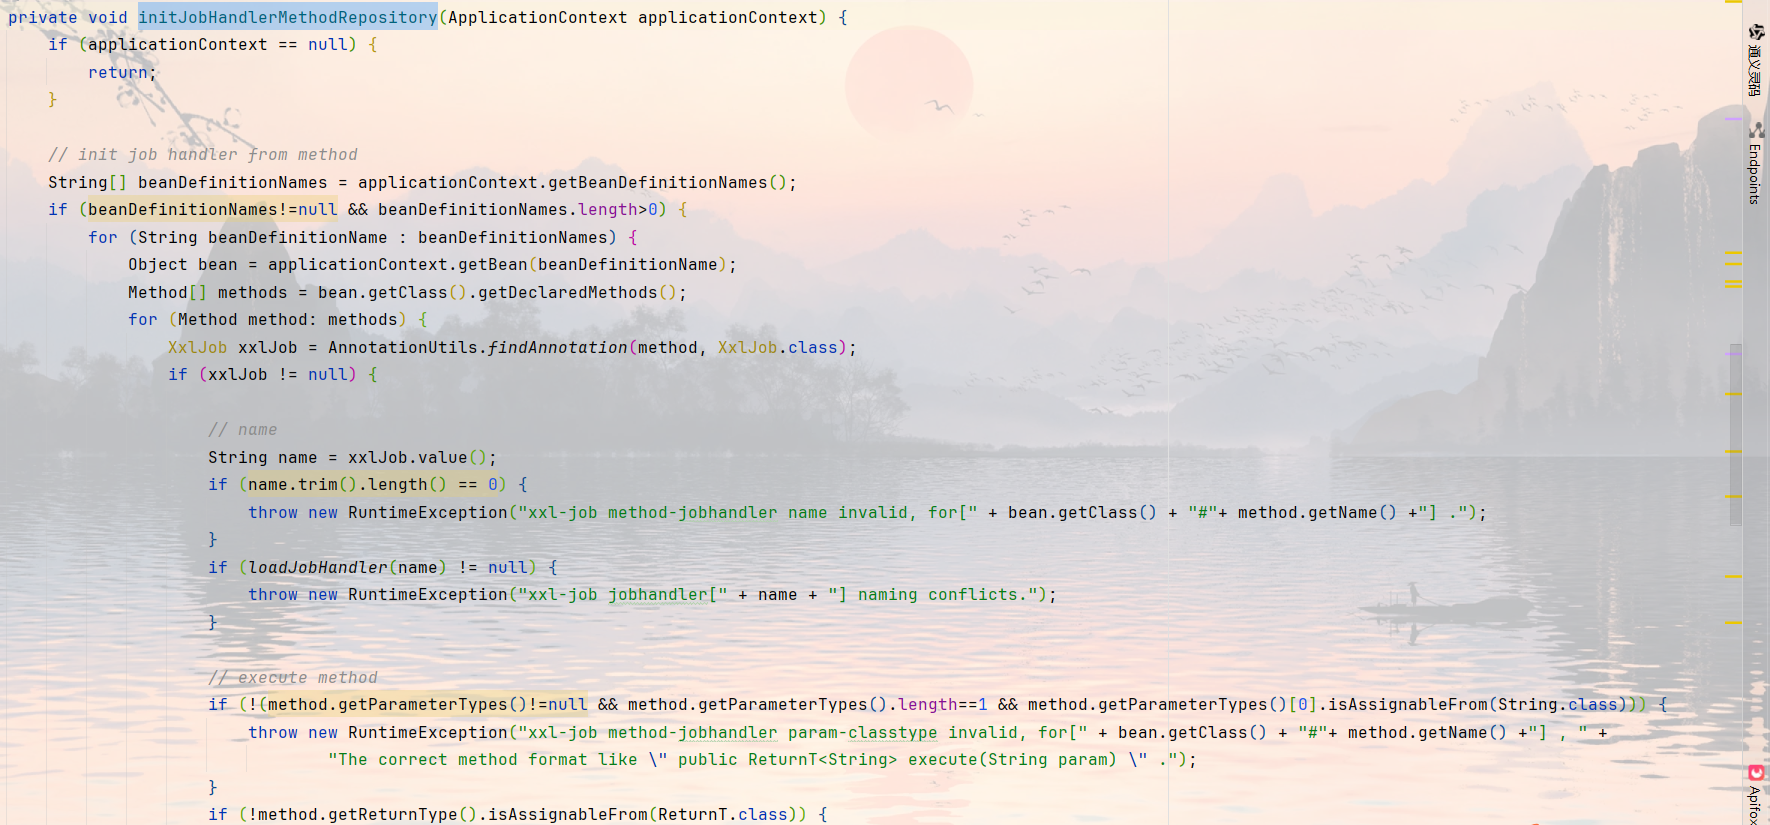 private void initJobHandlerMethodRepository(ApplicationContext applicationContext) {
    if (applicationContext == null) {
        return;
    }

    // init job handler from method
    String[] beanDefinitionNames = applicationContext.getBeanDefinitionNames();
    if (beanDefinitionNames!=null && beanDefinitionNames.length>0) {
        for (String beanDefinitionName : beanDefinitionNames) {
            Object bean = applicationContext.getBean(beanDefinitionName);
            Method[] methods = bean.getClass().getDeclaredMethods();
            for (Method method: methods) {
                XxlJob xxlJob = AnnotationUtils.findAnnotation(method, XxlJob.class);
                if (xxlJob != null) {

                    // name
                    String name = xxlJob.value();
                    if (name.trim().length() == 0) {
                        throw new RuntimeException("xxl-job method-jobhandler name invalid, for[" + bean.getClass() + "#"+ method.getName() +"] .");
                    }
                    if (loadJobHandler(name) != null) {
                        throw new RuntimeException("xxl-job jobhandler[" + name + "] naming conflicts.");
                    }

                    // execute method
                    if (!(method.getParameterTypes()!=null && method.getParameterTypes().length==1 && method.getParameterTypes()[0].isAssignableFrom(String.class))) {
                        throw new RuntimeException("xxl-job method-jobhandler param-classtype invalid, for[" + bean.getClass() + "#"+ method.getName() +"] , " +
                                "The correct method format like \" public ReturnT<String> execute(String param) \" .");
                    }
                    if (!method.getReturnType().isAssignableFrom(ReturnT.class)) {
通义灵码
Endpoints
Apifox